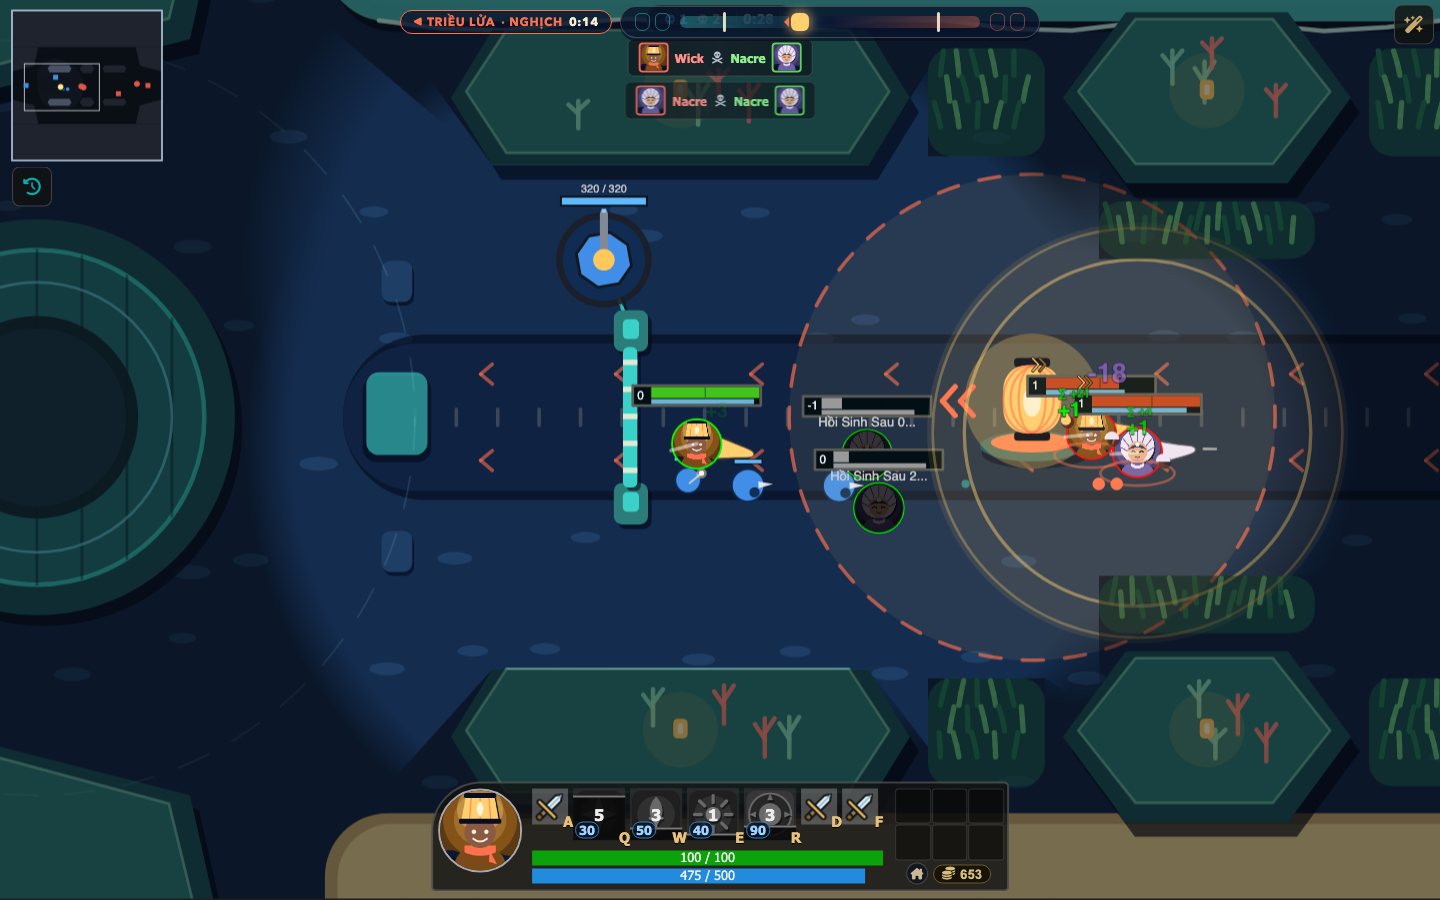 TRIỀU LỬA · NGHỊCH 0:14
0:28
Wick Nacre
Nacre Nacre
320 / 320
0
+3
-1
Hồi Sinh Sau 0...
0
Hồi Sinh Sau 2...
1
-18
+1
1
+1
5
3
1
3
A
30
Q
50
W
40
E
90
R
D
F
100 / 100
475 / 500
653